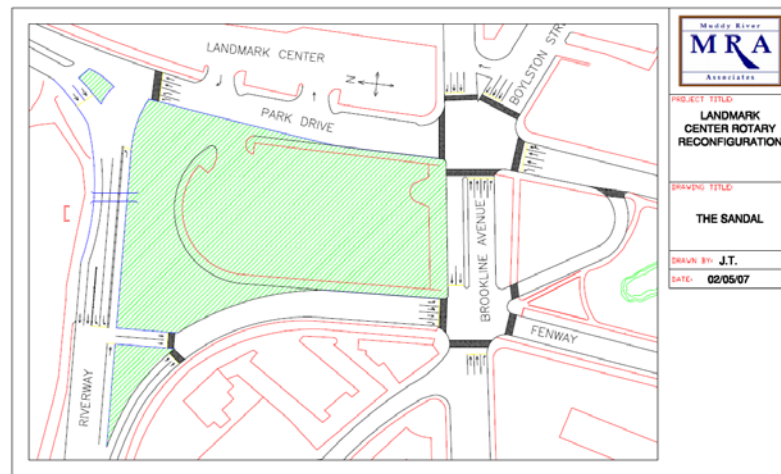 LANDMARK CENTER
N
PARK DRIVE
BOYLSTON STR
BROOKLINE AVENUE
FENWAY
RIVERWAY
Muddy River
MRA
Associates
PROJECT TITLE:
LANDMARK
CENTER ROTARY
RECONFIGURATION
DRAWING TITLE:
THE SANDAL
DRAWN BY: J.T.
DATE: 02/05/07